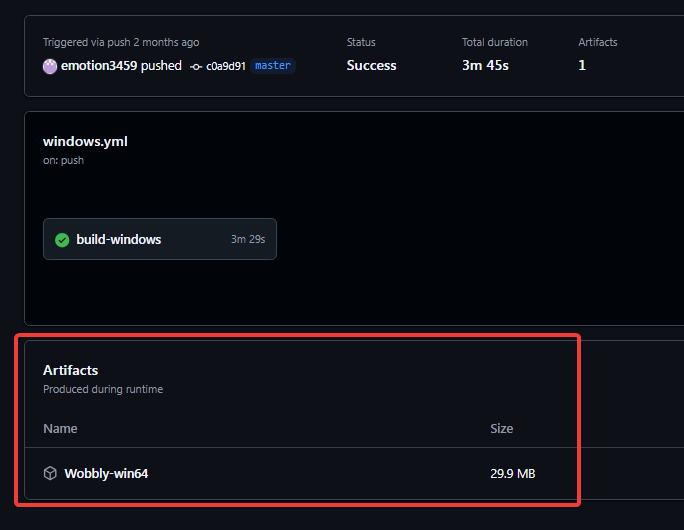 Triggered via push 2 months ago
Status
Total duration
Artifacts
emotion3459 pushed c0a9d91 master
Success
3m 45s
1
windows.yml
on: push
build-windows
3m 29s
Artifacts
Produced during runtime
Name
Size
Wobbly-win64
29.9 MB